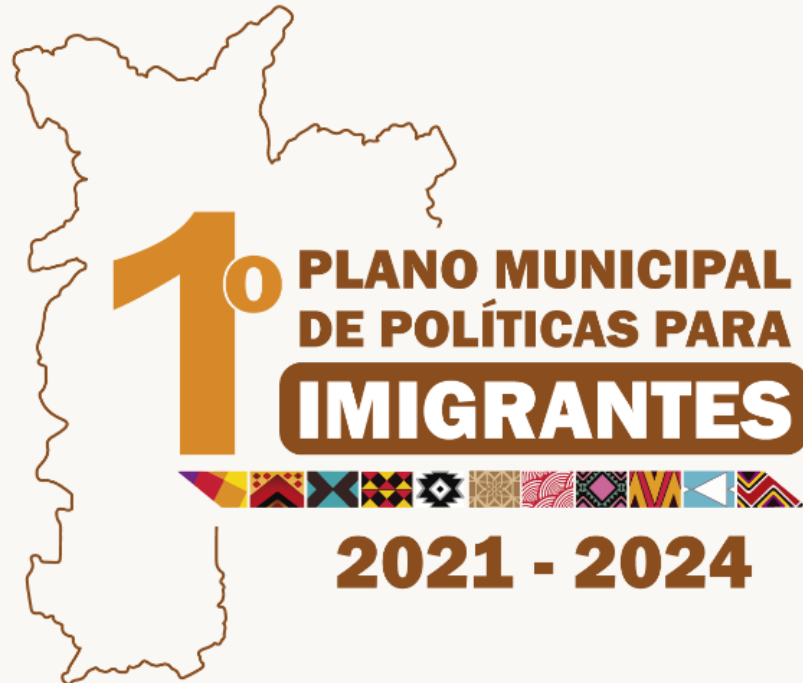 1º PLANO MUNICIPAL
DE POLÍTICAS PARA
IMIGRANTES
2021 - 2024